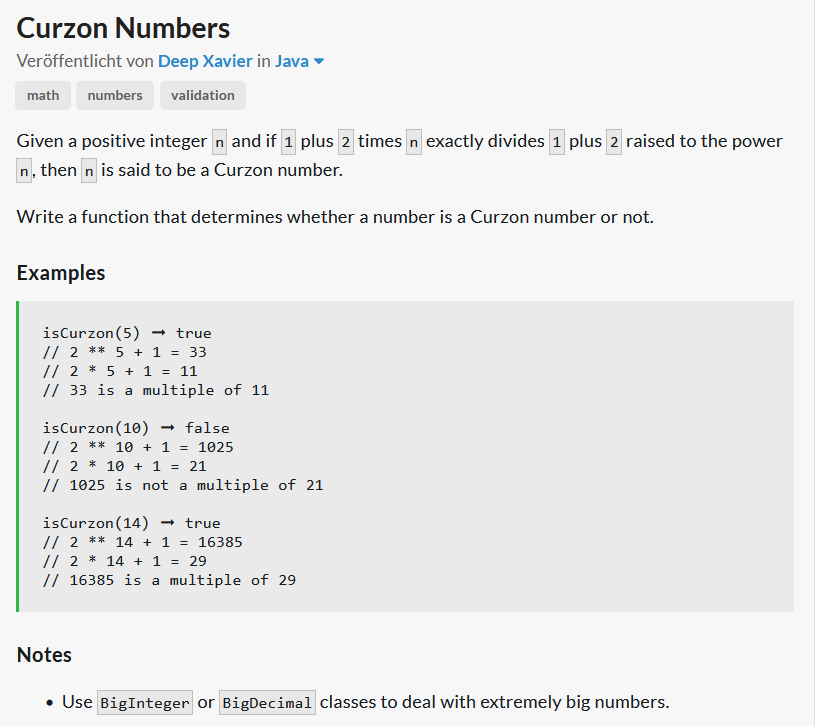 Curzon Numbers
Veröffentlicht von Deep Xavier in Java
math numbers validation
Given a positive integer n and if 1 plus 2 times n exactly divides 1 plus 2 raised to the power
n, then n is said to be a Curzon number.
Write a function that determines whether a number is a Curzon number or not.
Examples
isCurzon(5) ➞ true
// 2 ** 5 + 1 = 33
// 2 * 5 + 1 = 11
// 33 is a multiple of 11
isCurzon(10) ➞ false
// 2 ** 10 + 1 = 1025
// 2 * 10 + 1 = 21
// 1025 is not a multiple of 21
isCurzon(14) ➞ true
// 2 ** 14 + 1 = 16385
// 2 * 14 + 1 = 29
// 16385 is a multiple of 29
Notes
• Use BigInteger or BigDecimal classes to deal with extremely big numbers.